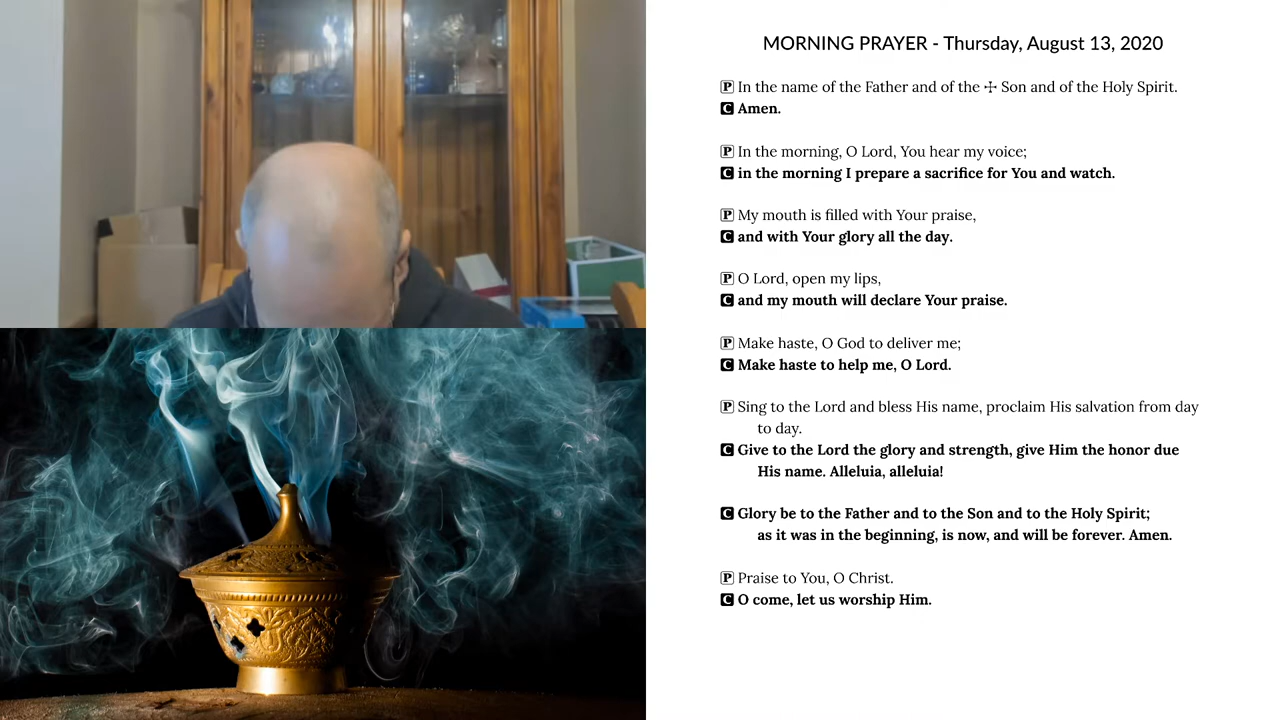 MORNING PRAYER - Thursday, August 13, 2020
P In the name of the Father and of the ☩ Son and of the Holy Spirit.
C Amen.
P In the morning, O Lord, You hear my voice;
C in the morning I prepare a sacrifice for You and watch.
P My mouth is filled with Your praise,
C and with Your glory all the day.
P O Lord, open my lips,
C and my mouth will declare Your praise.
P Make haste, O God to deliver me;
C Make haste to help me, O Lord.
P Sing to the Lord and bless His name, proclaim His salvation from day
to day.
C Give to the Lord the glory and strength, give Him the honor due
His name. Alleluia, alleluia!
C Glory be to the Father and to the Son and to the Holy Spirit;
as it was in the beginning, is now, and will be forever. Amen.
P Praise to You, O Christ.
C O come, let us worship Him.